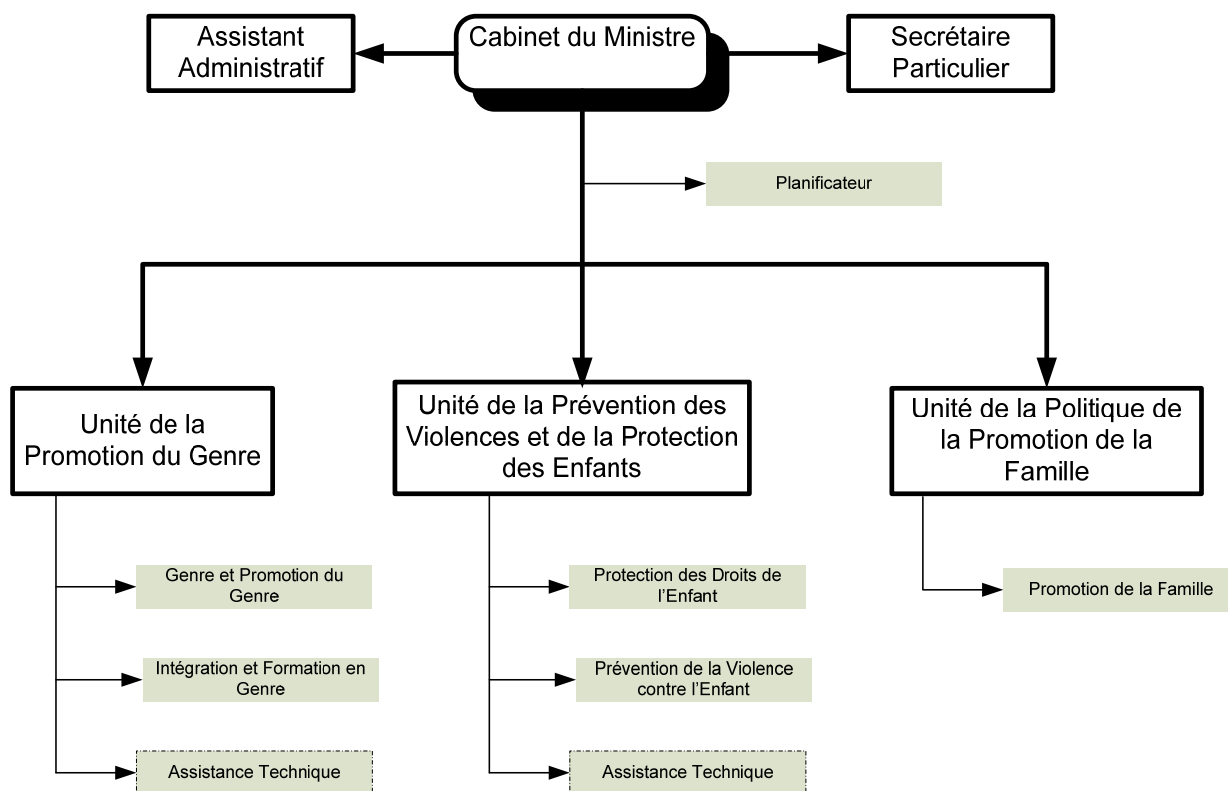 Assistant
Administratif
Cabinet du Ministre
Secrétaire
Particulier
Planificateur
Unité de la
Promotion du Genre
Unité de la Prévention des
Violences et de la Protection
des Enfants
Unité de la Politique de
la Promotion de la
Famille
Genre et Promotion du
Genre
Protection des Droits de
l’Enfant
Promotion de la Famille
Intégration et Formation en
Genre
Prévention de la Violence
contre l’Enfant
Assistance Technique
Assistance Technique